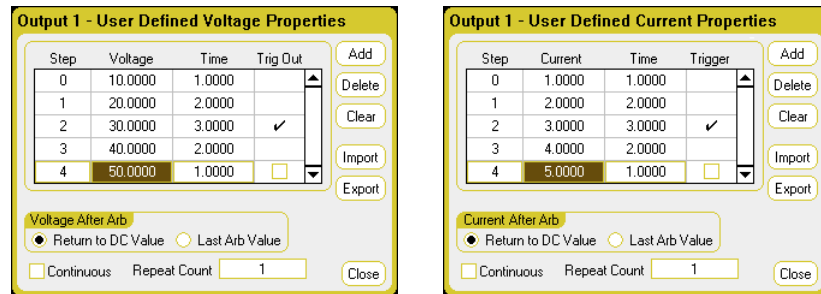 Output 1 - User Defined Voltage Properties
Step Voltage Time Trig Out
0 10.0000 1.0000
1 20.0000 2.0000
2 30.0000 3.0000 ✓
3 40.0000 2.0000
4 50.0000 1.0000
Add
Delete
Clear
Import
Export
Voltage After Arb
Return to DC Value Last Arb Value
Continuous Repeat Count 1
Close
Output 1 - User Defined Current Properties
Step Current Time Trigger
0 1.0000 1.0000
1 2.0000 2.0000
2 3.0000 3.0000 ✓
3 4.0000 2.0000
4 5.0000 1.0000
Add
Delete
Clear
Import
Export
Current After Arb
Return to DC Value Last Arb Value
Continuous Repeat Count 1
Close